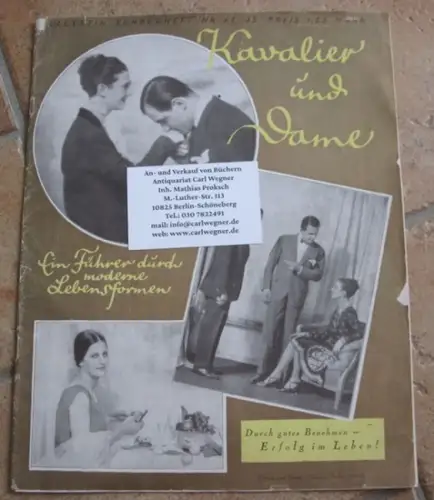 SONDERHEFT NR
Kavalier
und
Dame
An- und Verkauf von Büchern
Antiquariat Carl Wegner
Inh. Mathias Proksch
M.-Luther-Str. 113
10825 Berlin-Schöneberg
Tel.: 030 7822491
mail: info@carlwegner.de
web: www.carlwegner.de
Ein Führer durch
moderne
Lebensformen
Durch gutes Benehmen –
Erfolg im Leben!